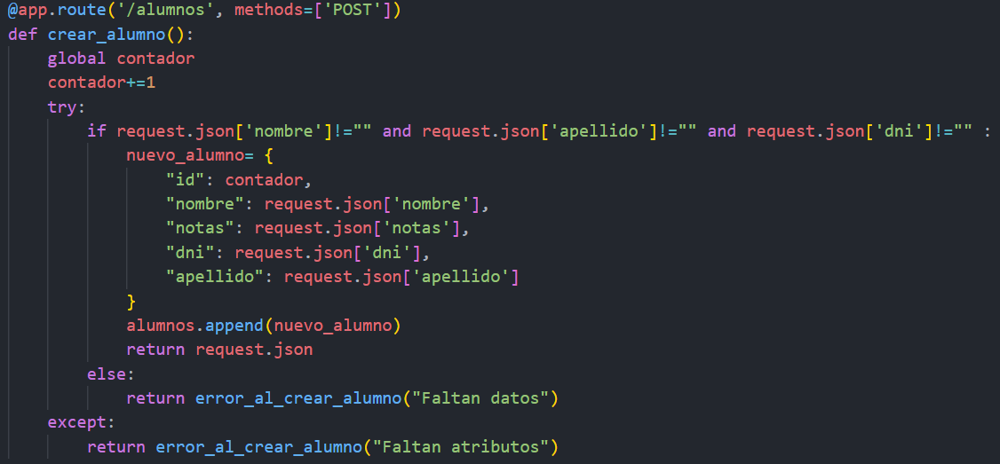 @app.route('/alumnos', methods=['POST'])
def crear_alumno():
    global contador
    contador+=1
    try:
        if request.json['nombre']!="" and request.json['apellido']!="" and request.json['dni']!="" :
            nuevo_alumno= {
                "id": contador,
                "nombre": request.json['nombre'],
                "notas": request.json['notas'],
                "dni": request.json['dni'],
                "apellido": request.json['apellido']
            }
            alumnos.append(nuevo_alumno)
            return request.json
        else:
            return error_al_crear_alumno("Faltan datos")
    except:
        return error_al_crear_alumno("Faltan atributos")